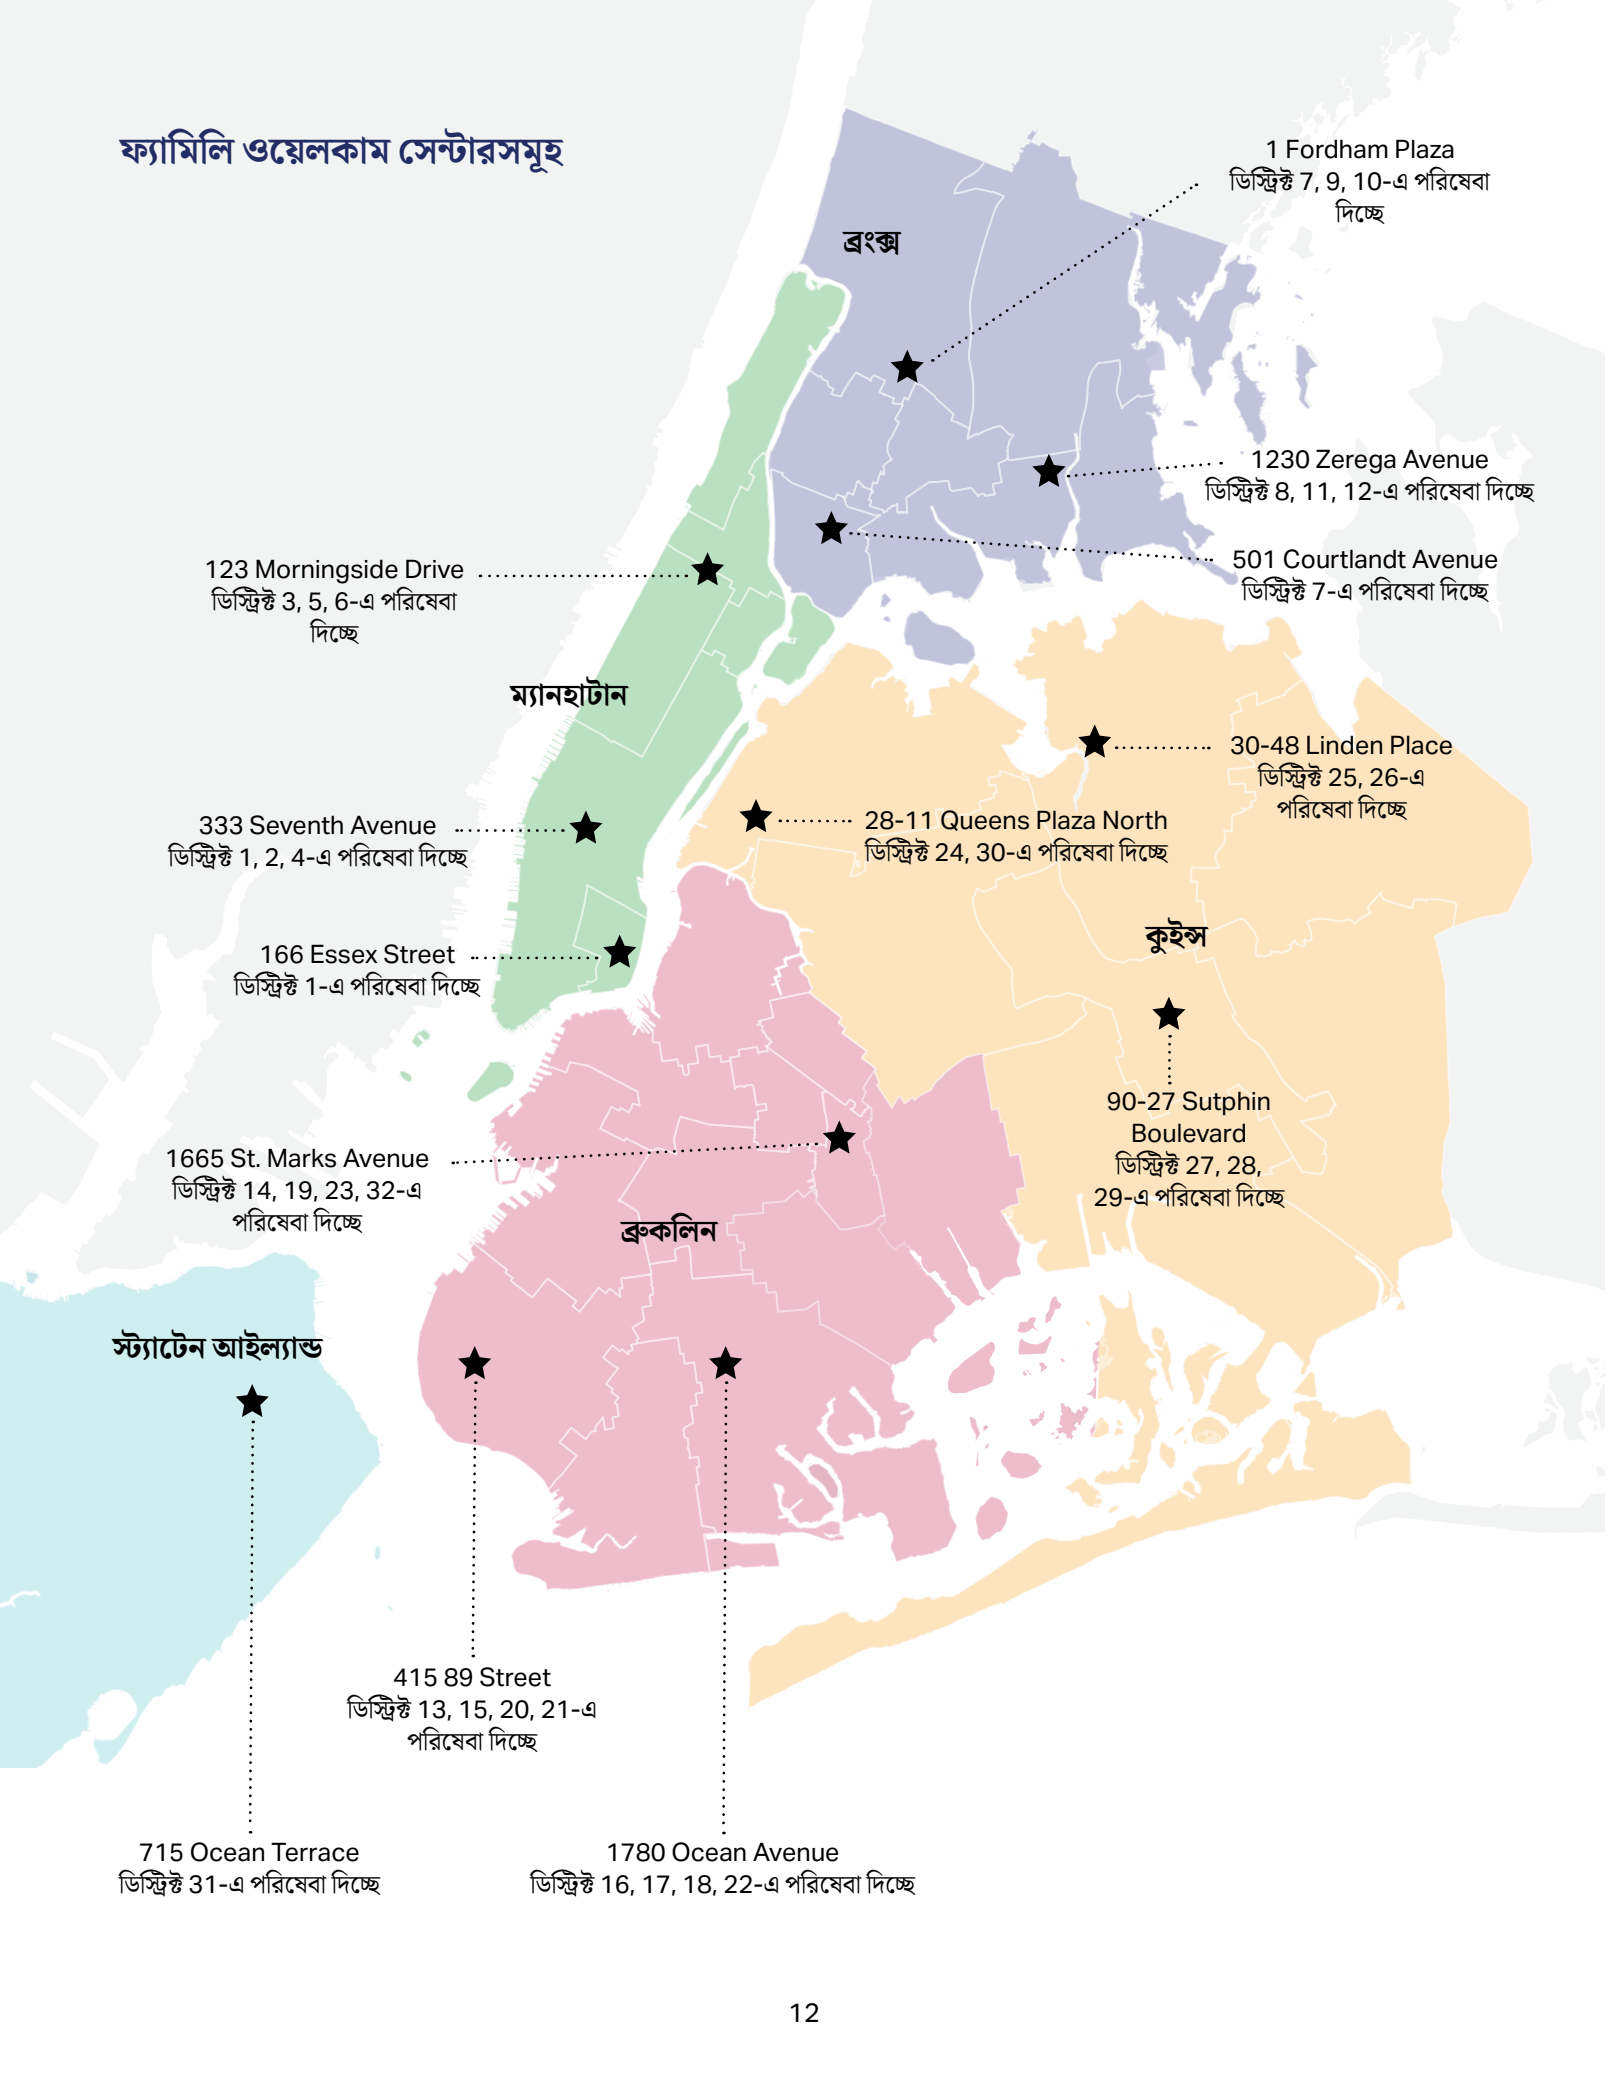 ফ্যামিলি ওয়েলকাম সেন্টারসমূহ
1 Fordham Plaza
ডিস্ট্রিক্ট 7, 9, 10-এ পরিষেবা
দিচ্ছে
ব্রংক্স
1230 Zerega Avenue
ডিস্ট্রিক্ট 8, 11, 12-এ পরিষেবা দিচ্ছে
501 Courtlandt Avenue
ডিস্ট্রিক্ট 7-এ পরিষেবা দিচ্ছে
123 Morningside Drive
ডিস্ট্রিক্ট 3, 5, 6-এ পরিষেবা
দিচ্ছে
ম্যানহাটান
30-48 Linden Place
ডিস্ট্রিক্ট 25, 26-এ
পরিষেবা দিচ্ছে
333 Seventh Avenue
ডিস্ট্রিক্ট 1, 2, 4-এ পরিষেবা দিচ্ছে
28-11 Queens Plaza North
ডিস্ট্রিক্ট 24, 30-এ পরিষেবা দিচ্ছে
কুইন্স
166 Essex Street
ডিস্ট্রিক্ট 1-এ পরিষেবা দিচ্ছে
90-27 Sutphin
Boulevard
ডিস্ট্রিক্ট 27, 28,
29-এ পরিষেবা দিচ্ছে
1665 St. Marks Avenue
ডিস্ট্রিক্ট 14, 19, 23, 32-এ
পরিষেবা দিচ্ছে
ব্রুকলিন
স্ট্যাটেন আইল্যান্ড
415 89 Street
ডিস্ট্রিক্ট 13, 15, 20, 21-এ
পরিষেবা দিচ্ছে
715 Ocean Terrace
ডিস্ট্রিক্ট 31-এ পরিষেবা দিচ্ছে
1780 Ocean Avenue
ডিস্ট্রিক্ট 16, 17, 18, 22-এ পরিষেবা দিচ্ছে
12